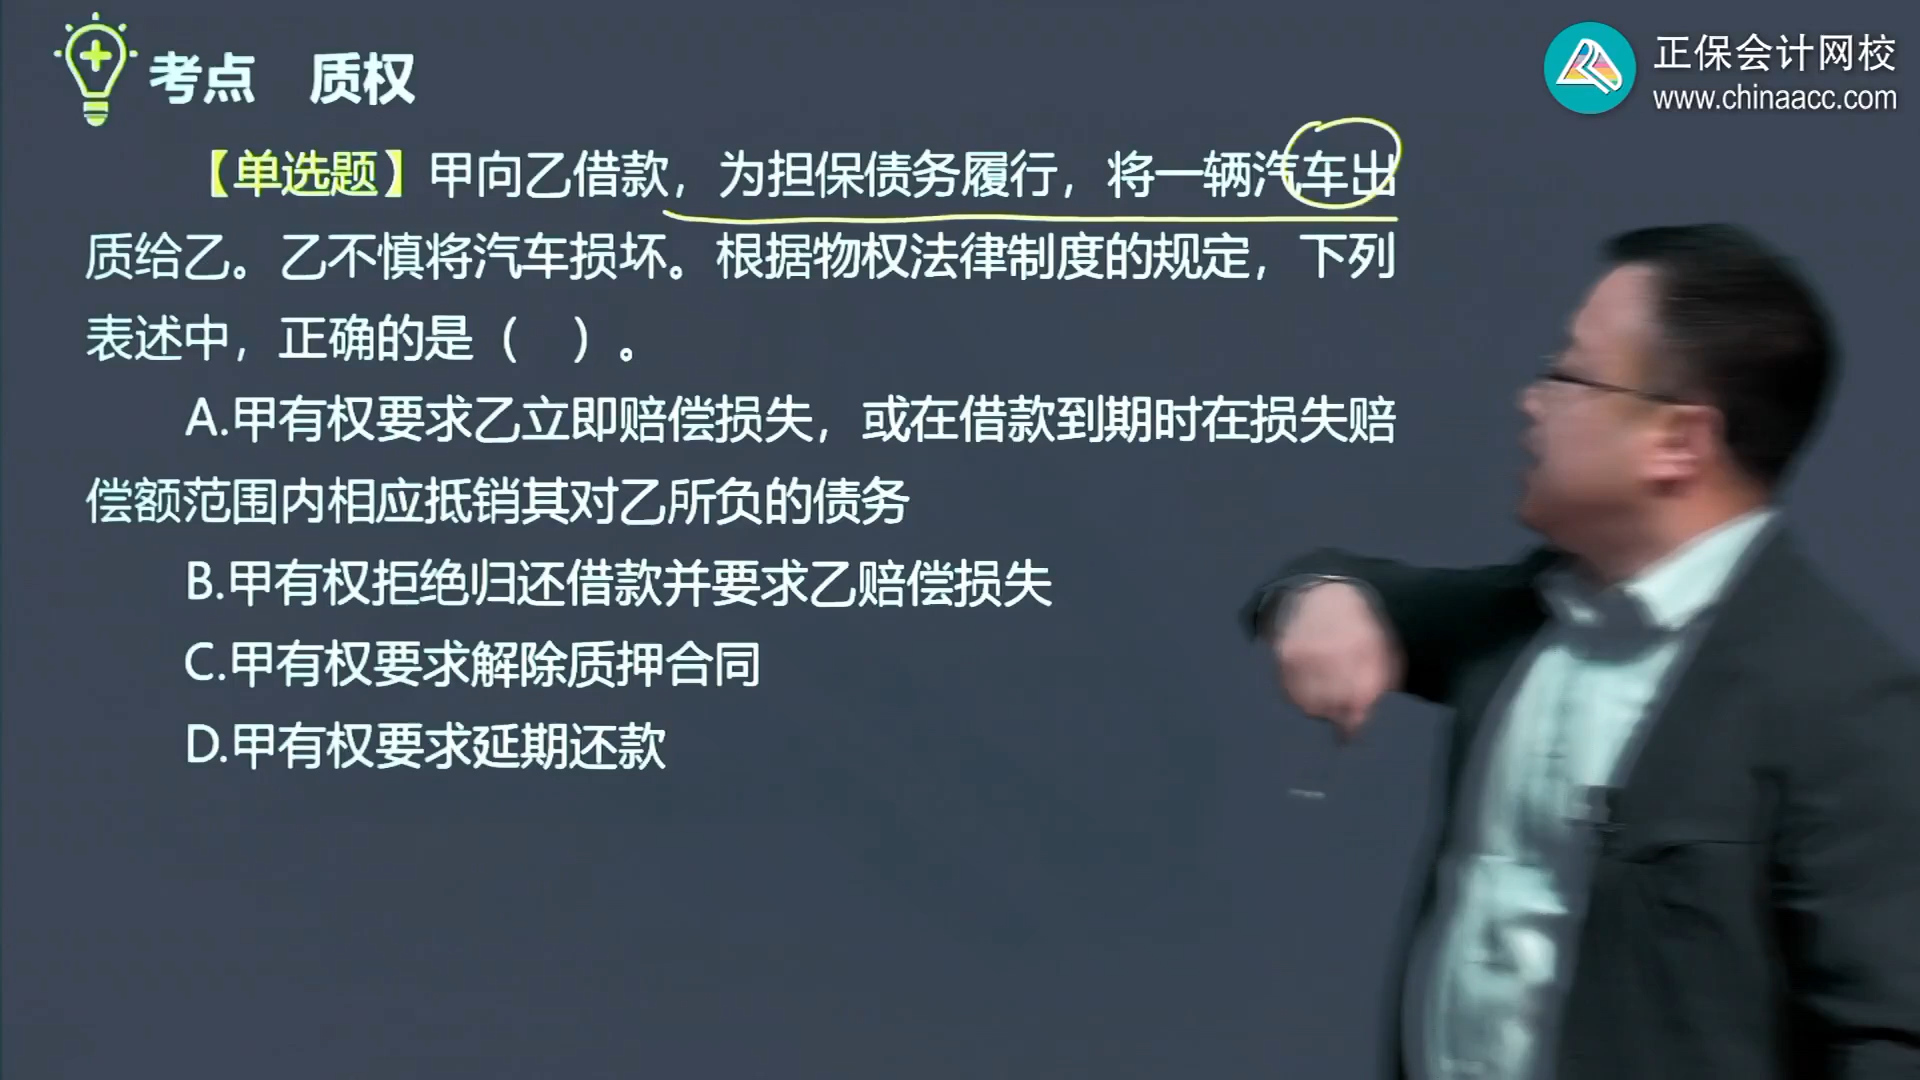 考点 质权
正保会计网校
www.chinaacc.com
【单选题】甲向乙借款，为担保债务履行，将一辆汽车出
质给乙。乙不慎将汽车损坏。根据物权法律制度的规定，下列
表述中，正确的是（ ）。
A.甲有权要求乙立即赔偿损失，或在借款到期时在损失赔
偿额范围内相应抵销其对乙所负的债务
B.甲有权拒绝归还借款并要求乙赔偿损失
C.甲有权要求解除质押合同
D.甲有权要求延期还款